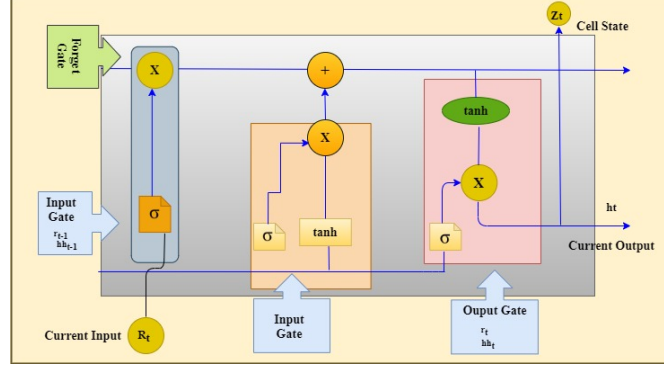 Zt
Cell State
Forget
Gate
X
+
tanh
X
X
Input
Gate
rt-1
hht-1
σ
σ
tanh
σ
ht
Current Output
Current Input
Rt
Input
Gate
Ouput Gate
rt
hht